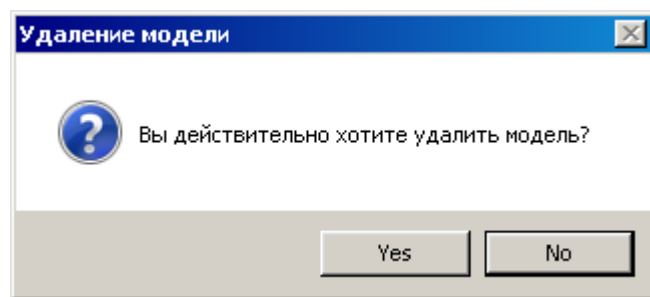 Удаление модели
Вы действительно хотите удалить модель?
Yes
No